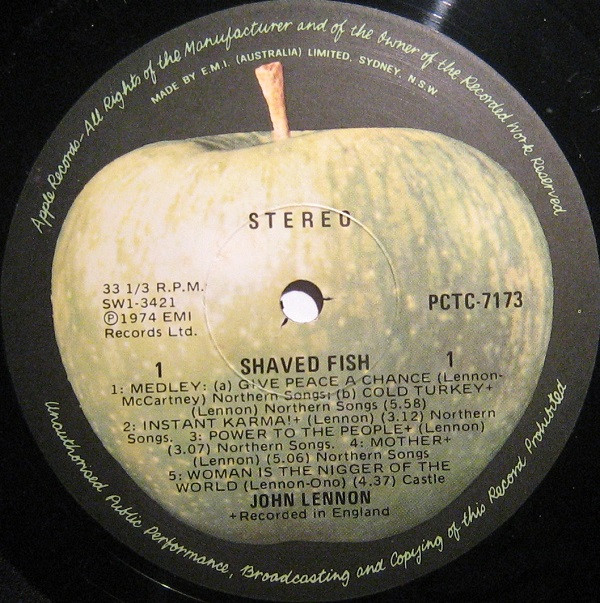 Apple Records-All Rights of the Manufacturer and of the Owner of the Recorded Work Reserved
MADE BY E.M.I. (AUSTRALIA) LIMITED, SYDNEY, N.S.W.
STEREO
33 1/3 R.P.M.
SW1-3421
Ⓟ1974 EMI
Records Ltd.
PCTC-7173
1 SHAVED FISH 1
1: MEDLEY: (a) GIVE PEACE A CHANCE (Lennon-
McCartney) Northern Songs; (b) COLD TURKEY+
(Lennon) Northern Songs (5.58)
2: INSTANT KARMA!+ (Lennon) (3.12) Northern
Songs. 3: POWER TO THE PEOPLE+ (Lennon)
(3.07) Northern Songs. 4: MOTHER+
(Lennon) (5.06) Northern Songs
5: WOMAN IS THE NIGGER OF THE
WORLD (Lennon-Ono) (4.37) Castle
JOHN LENNON
+Recorded in England
Unauthorised Public Performance, Broadcasting and Copying of this Record Prohibited